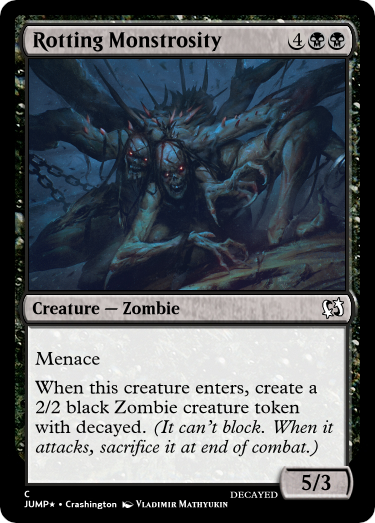 Rotting Monstrosity 4
Creature — Zombie
Menace
When this creature enters, create a
2/2 black Zombie creature token
with decayed. (It can't block. When it
attacks, sacrifice it at end of combat.)
5/3
C
DECAYED
JUMP★ • Crashington Vladimir Mathyukin